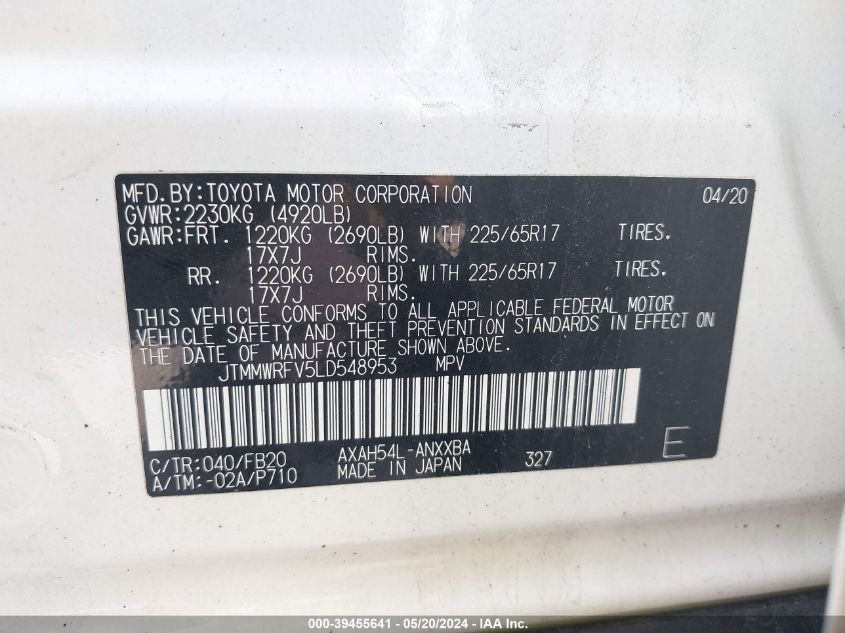 MFD.BY:TOYOTA MOTOR CORPORATION 04/20
GVWR:2230KG (4920LB)
GAWR:FRT. 1220KG (2690LB) WITH 225/65R17 TIRES.
17X7J RIMS.
RR. 1220KG (2690LB) WITH 225/65R17 TIRES.
17X7J RIMS.
THIS VEHICLE CONFORMS TO ALL APPLICABLE FEDERAL MOTOR
VEHICLE SAFETY AND THEFT PREVENTION STANDARDS IN EFFECT ON
THE DATE OF MANUFACTURE SHOWN ABOVE.
JTMMWRFV5LD548953 MPV
C/TR:040/FB20 AXAH54L-ANXXBA 327 E
A/TM:-02A/P710 MADE IN JAPAN
000-39455641 - 05/20/2024 - IAA Inc.